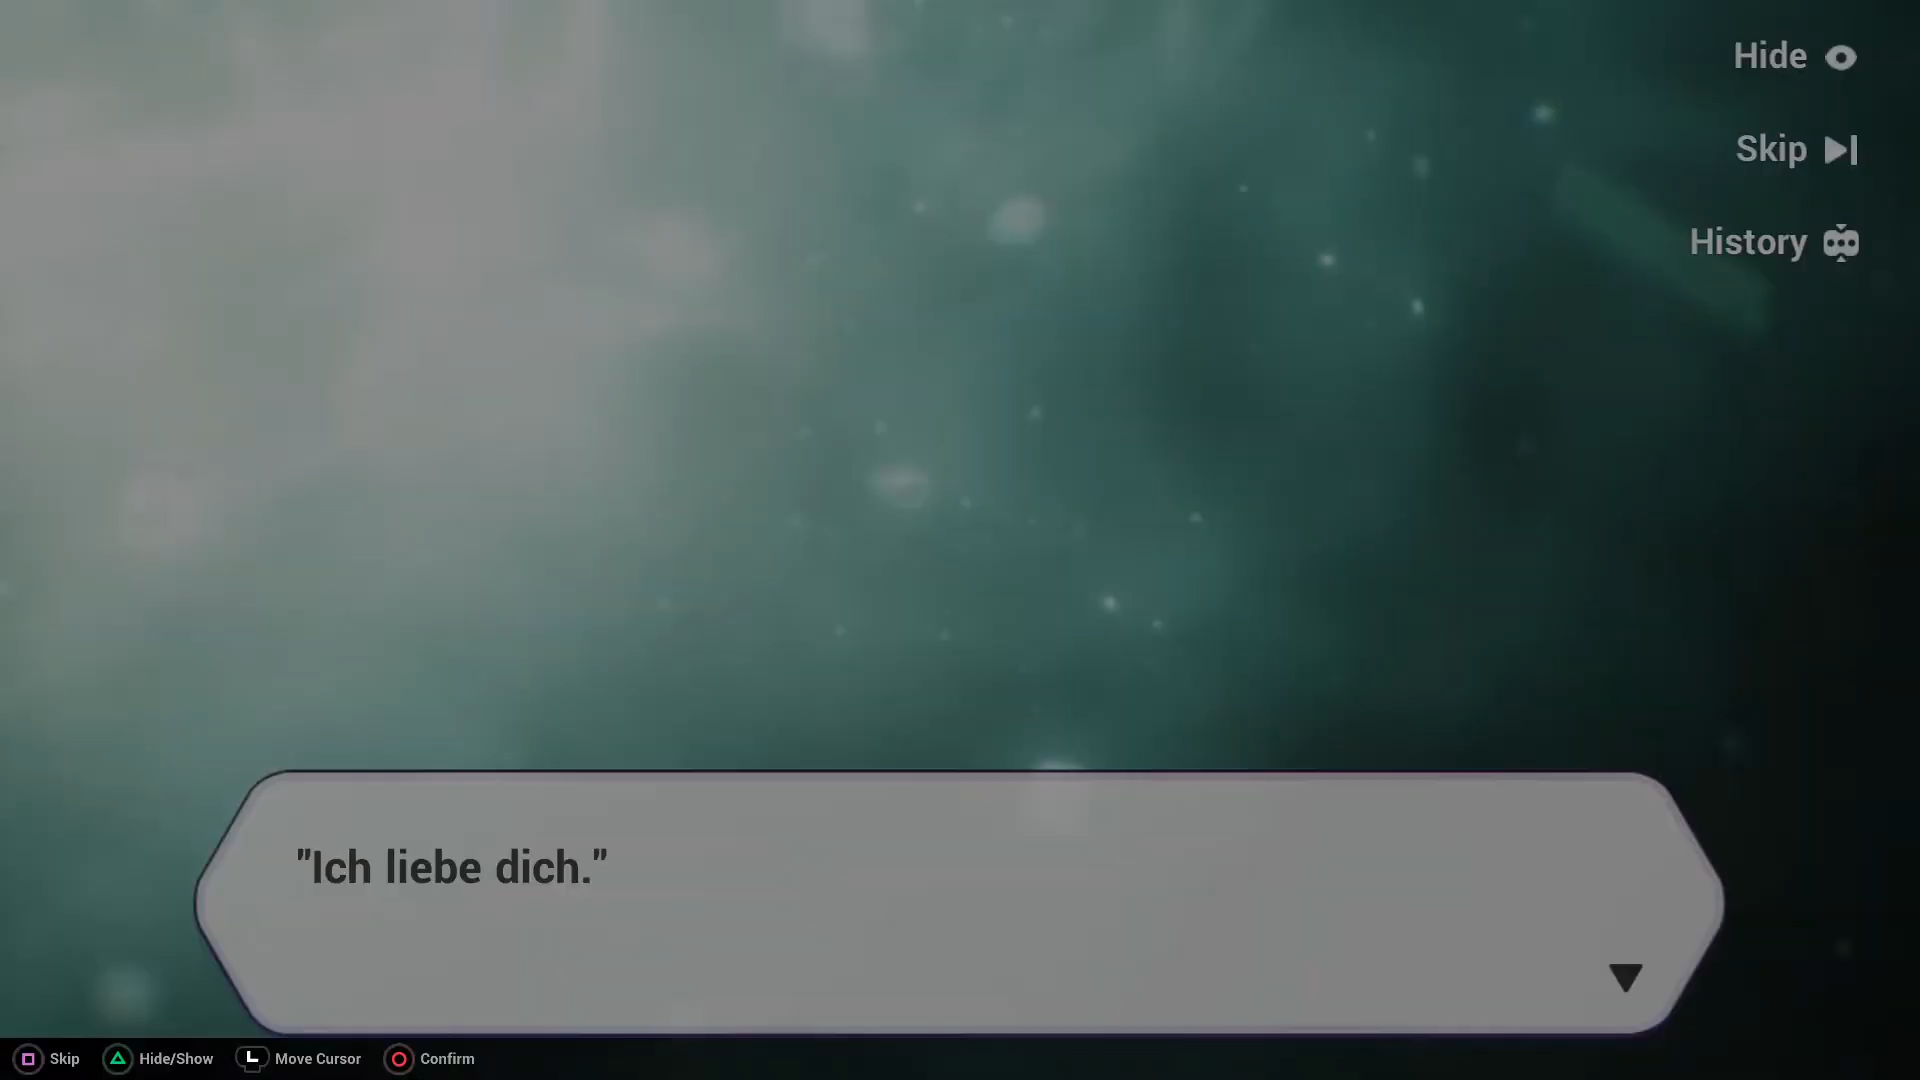 Hide
Skip
History
"Ich liebe dich."
Skip
Hide/Show
L
Move Cursor
Confirm